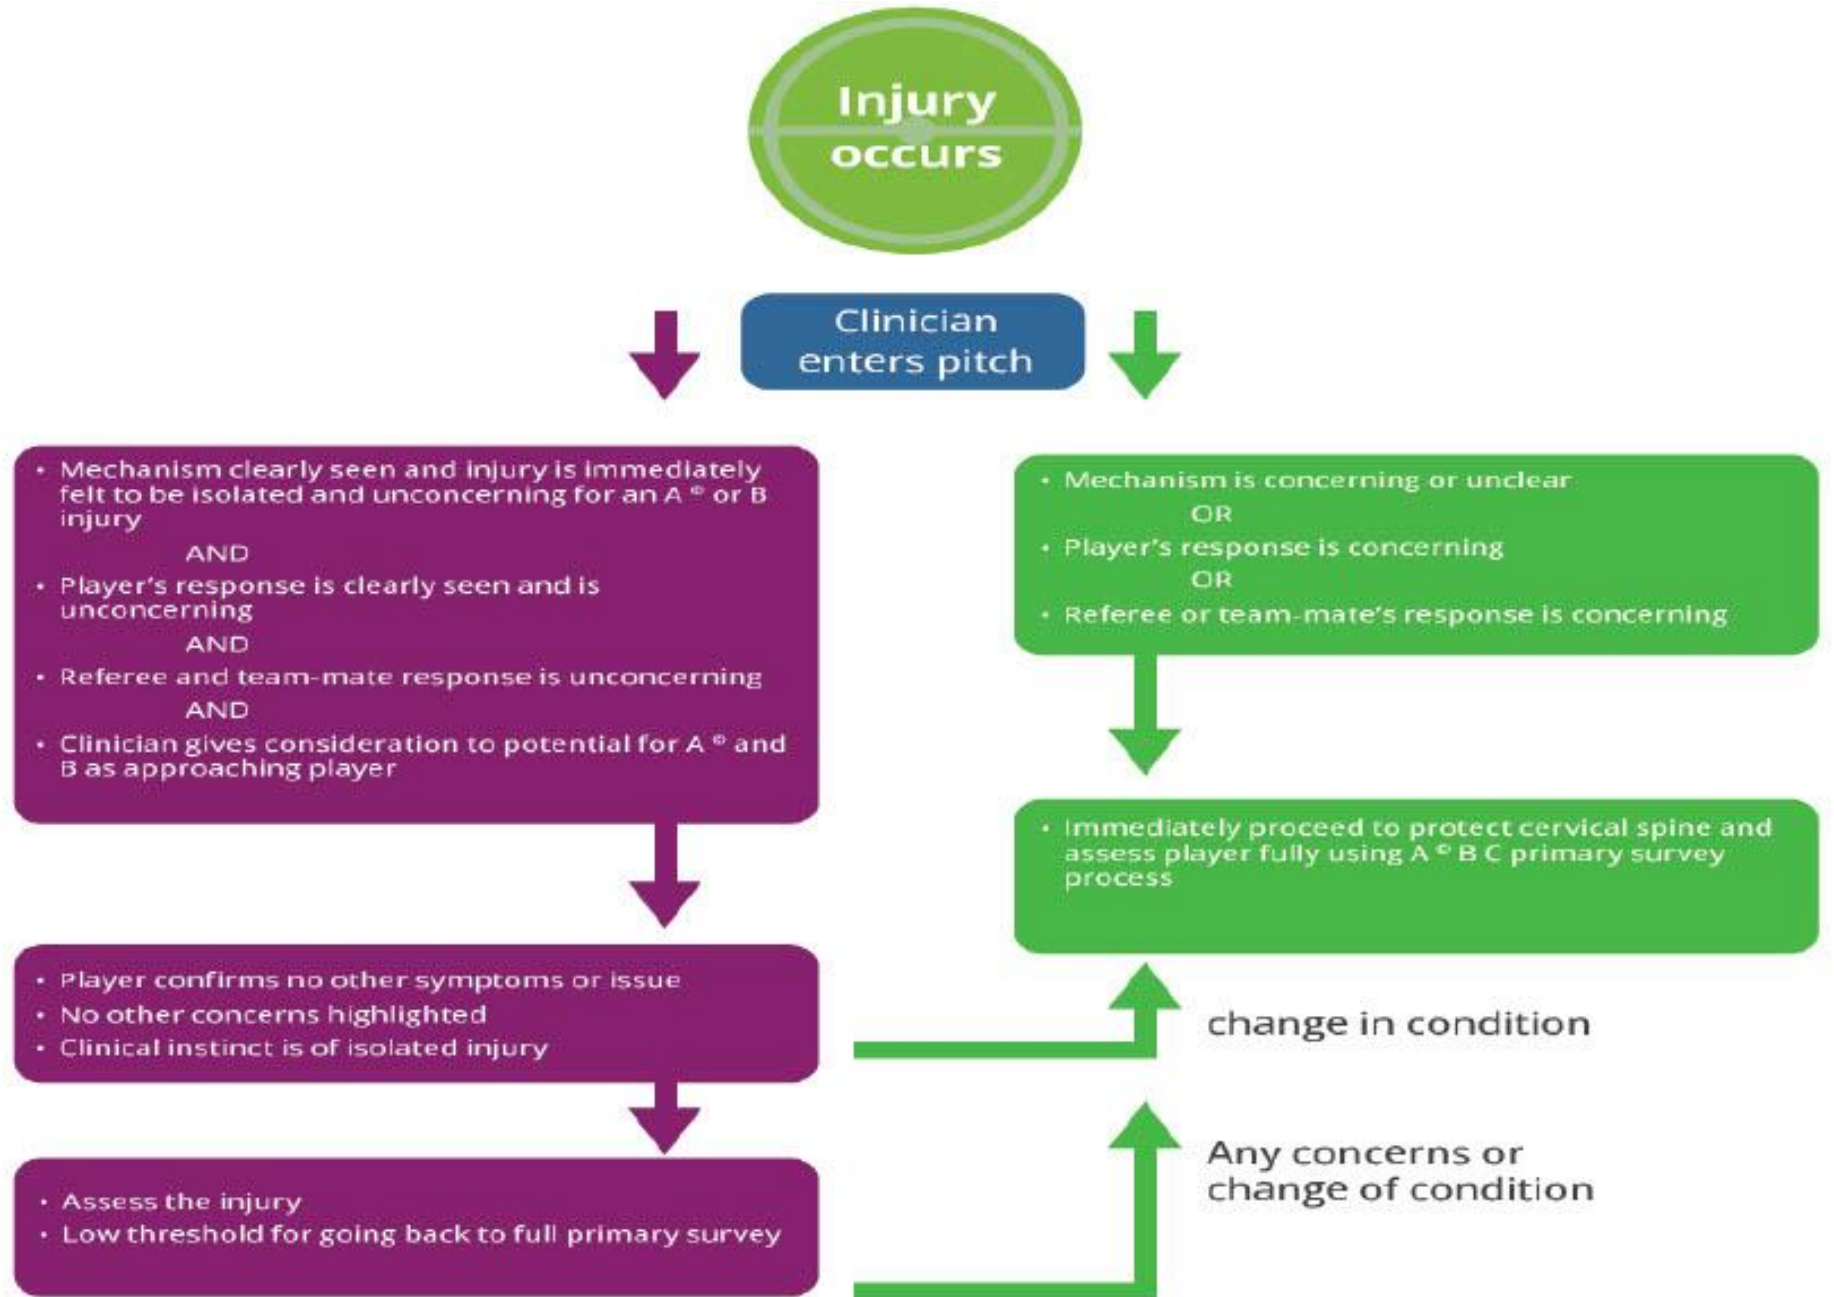 Injury
occurs
Clinician
enters pitch
• Mechanism clearly seen and injury is immediately
felt to be isolated and unconcerning for an A © or B
injury
AND
• Player's response is clearly seen and is
unconcerning
AND
• Referee and team-mate response is unconcerning
AND
• Clinician gives consideration to potential for A © and
B as approaching player
• Mechanism is concerning or unclear
OR
• Player's response is concerning
OR
• Referee or team-mate's response is concerning
• Immediately proceed to protect cervical spine and
assess player fully using A © B C primary survey
process
• Player confirms no other symptoms or issue
• No other concerns highlighted
• Clinical instinct is of isolated injury
change in condition
• Assess the injury
• Low threshold for going back to full primary survey
Any concerns or
change of condition